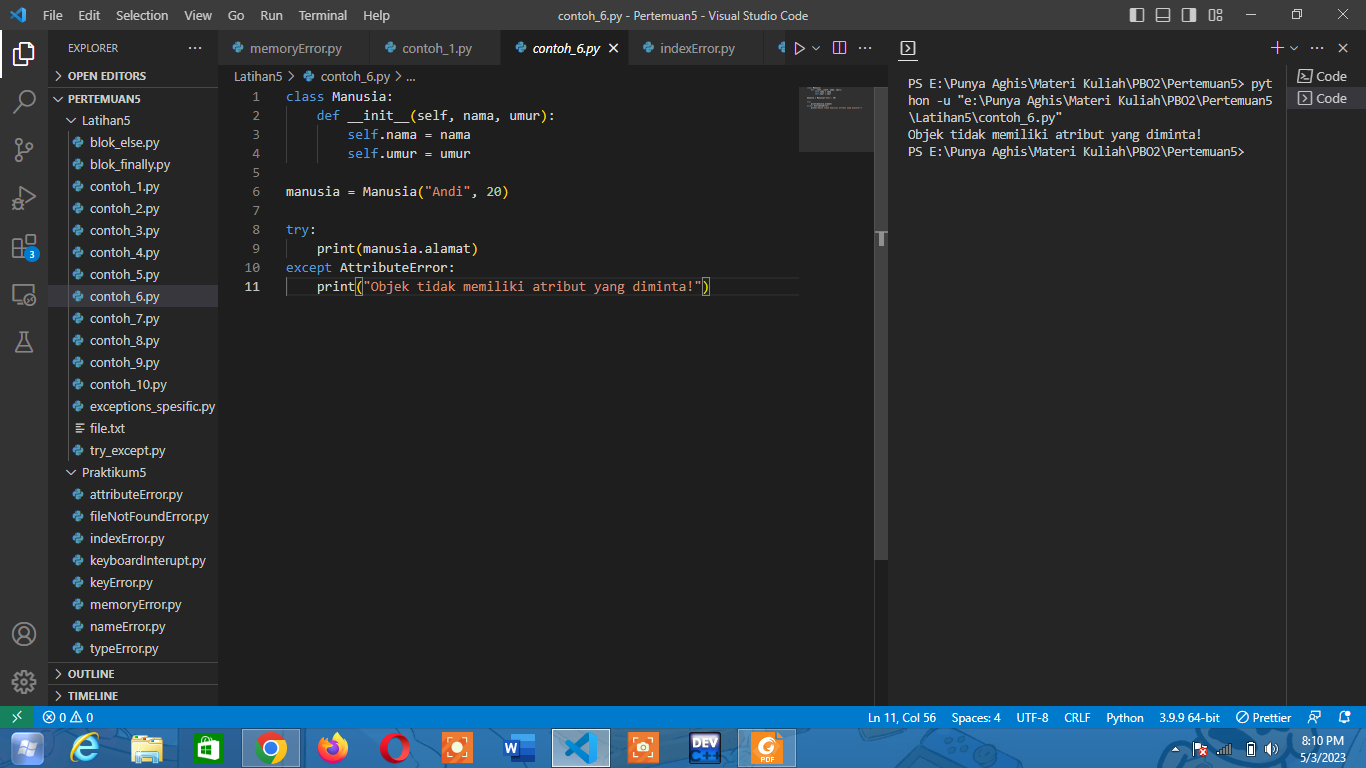 File Edit Selection View Go Run Terminal Help
contoh_6.py - Pertemuan5 - Visual Studio Code
EXPLORER
OPEN EDITORS
PERTEMUAN5
Latihan5
blok_else.py
blok_finally.py
contoh_1.py
contoh_2.py
contoh_3.py
contoh_4.py
contoh_5.py
contoh_6.py
contoh_7.py
contoh_8.py
contoh_9.py
contoh_10.py
exceptions_spesific.py
file.txt
try_except.py
Praktikum5
attributeError.py
fileNotFoundError.py
indexError.py
keyboardInterupt.py
keyError.py
memoryError.py
nameError.py
typeError.py
OUTLINE
TIMELINE
3
memoryError.py contoh_1.py contoh_6.py indexError.py
Latihan5 > contoh_6.py > ...
1 class Manusia:
2 def __init__(self, nama, umur):
3 self.nama = nama
4 self.umur = umur
5
6 manusia = Manusia("Andi", 20)
7
8 try:
9 print(manusia.alamat)
10 except AttributeError:
11 print("Objek tidak memiliki atribut yang diminta!")
PS E:\Punya Aghis\Materi Kuliah\PBO2\Pertemuan5> pyt
hon -u "e:\Punya Aghis\Materi Kuliah\PBO2\Pertemuan5
\Latihan5\contoh_6.py"
Objek tidak memiliki atribut yang diminta!
PS E:\Punya Aghis\Materi Kuliah\PBO2\Pertemuan5>
Code
Code
0 0
Ln 11, Col 56 Spaces: 4 UTF-8 CRLF Python 3.9.9 64-bit Prettier
W
DEV
C++
PDF
8:10 PM
5/3/2023